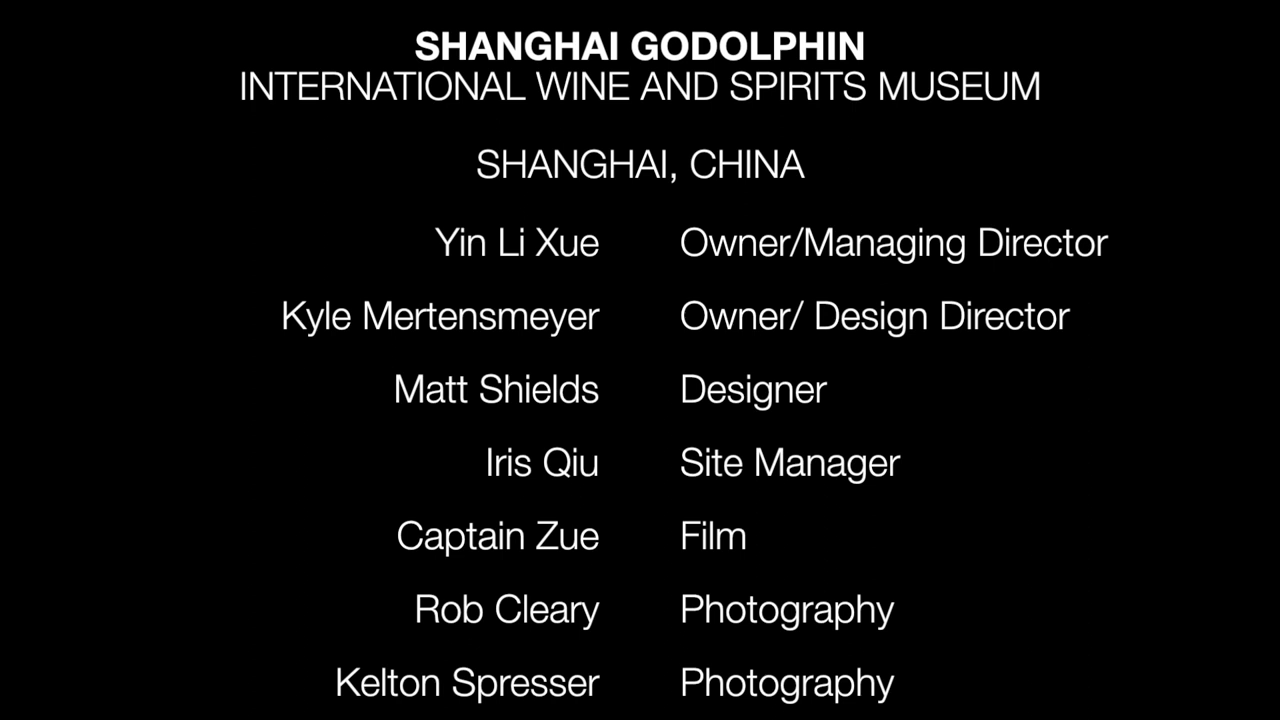 SHANGHAI GODOLPHIN
INTERNATIONAL WINE AND SPIRITS MUSEUM
SHANGHAI, CHINA
Yin Li Xue Owner/Managing Director
Kyle Mertensmeyer Owner/ Design Director
Matt Shields Designer
Iris Qiu Site Manager
Captain Zue Film
Rob Cleary Photography
Kelton Spresser Photography